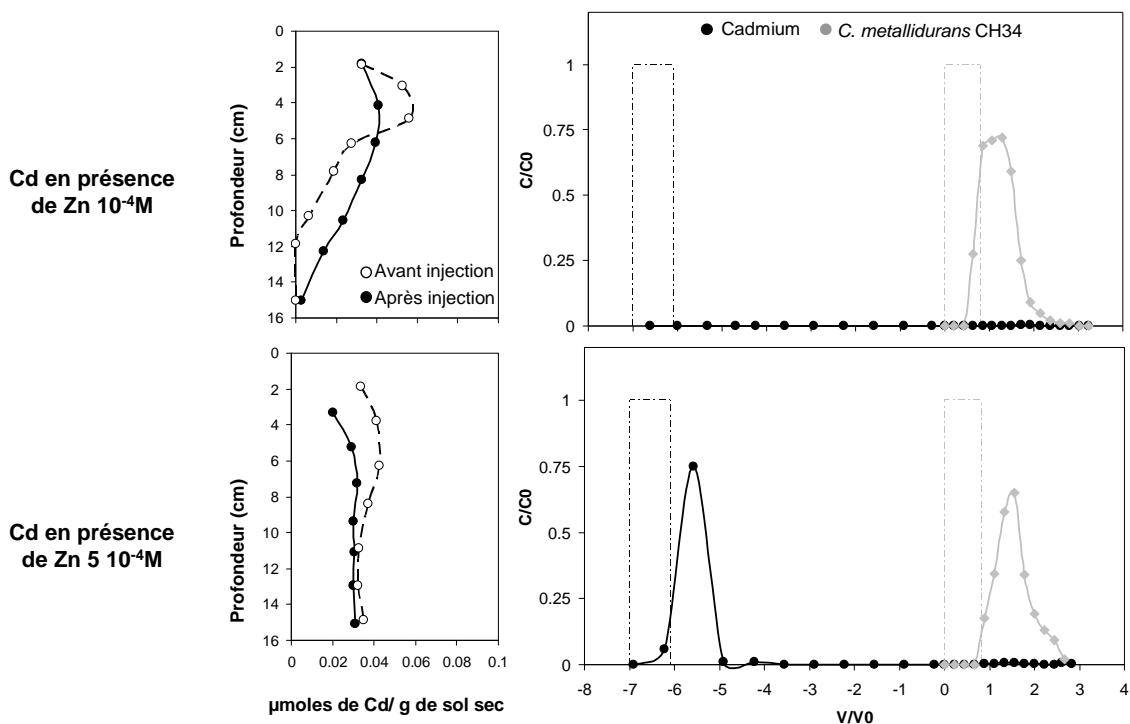 Cd en présence
de Zn 10⁻⁴M
Profondeur (cm)
0
2
4
6
8
10
12
14
16
Avant injection
Après injection
Cadmium
C. metallidurans CH34
C/C0
1
0.75
0.5
0.25
0
Cd en présence
de Zn 5 10⁻⁴M
Profondeur (cm)
0
2
4
6
8
10
12
14
16
0 0.02 0.04 0.06 0.08 0.1
µmoles de Cd/ g de sol sec
C/C0
1
0.75
0.5
0.25
0
-8 -7 -6 -5 -4 -3 -2 -1 0 1 2 3 4
V/V0